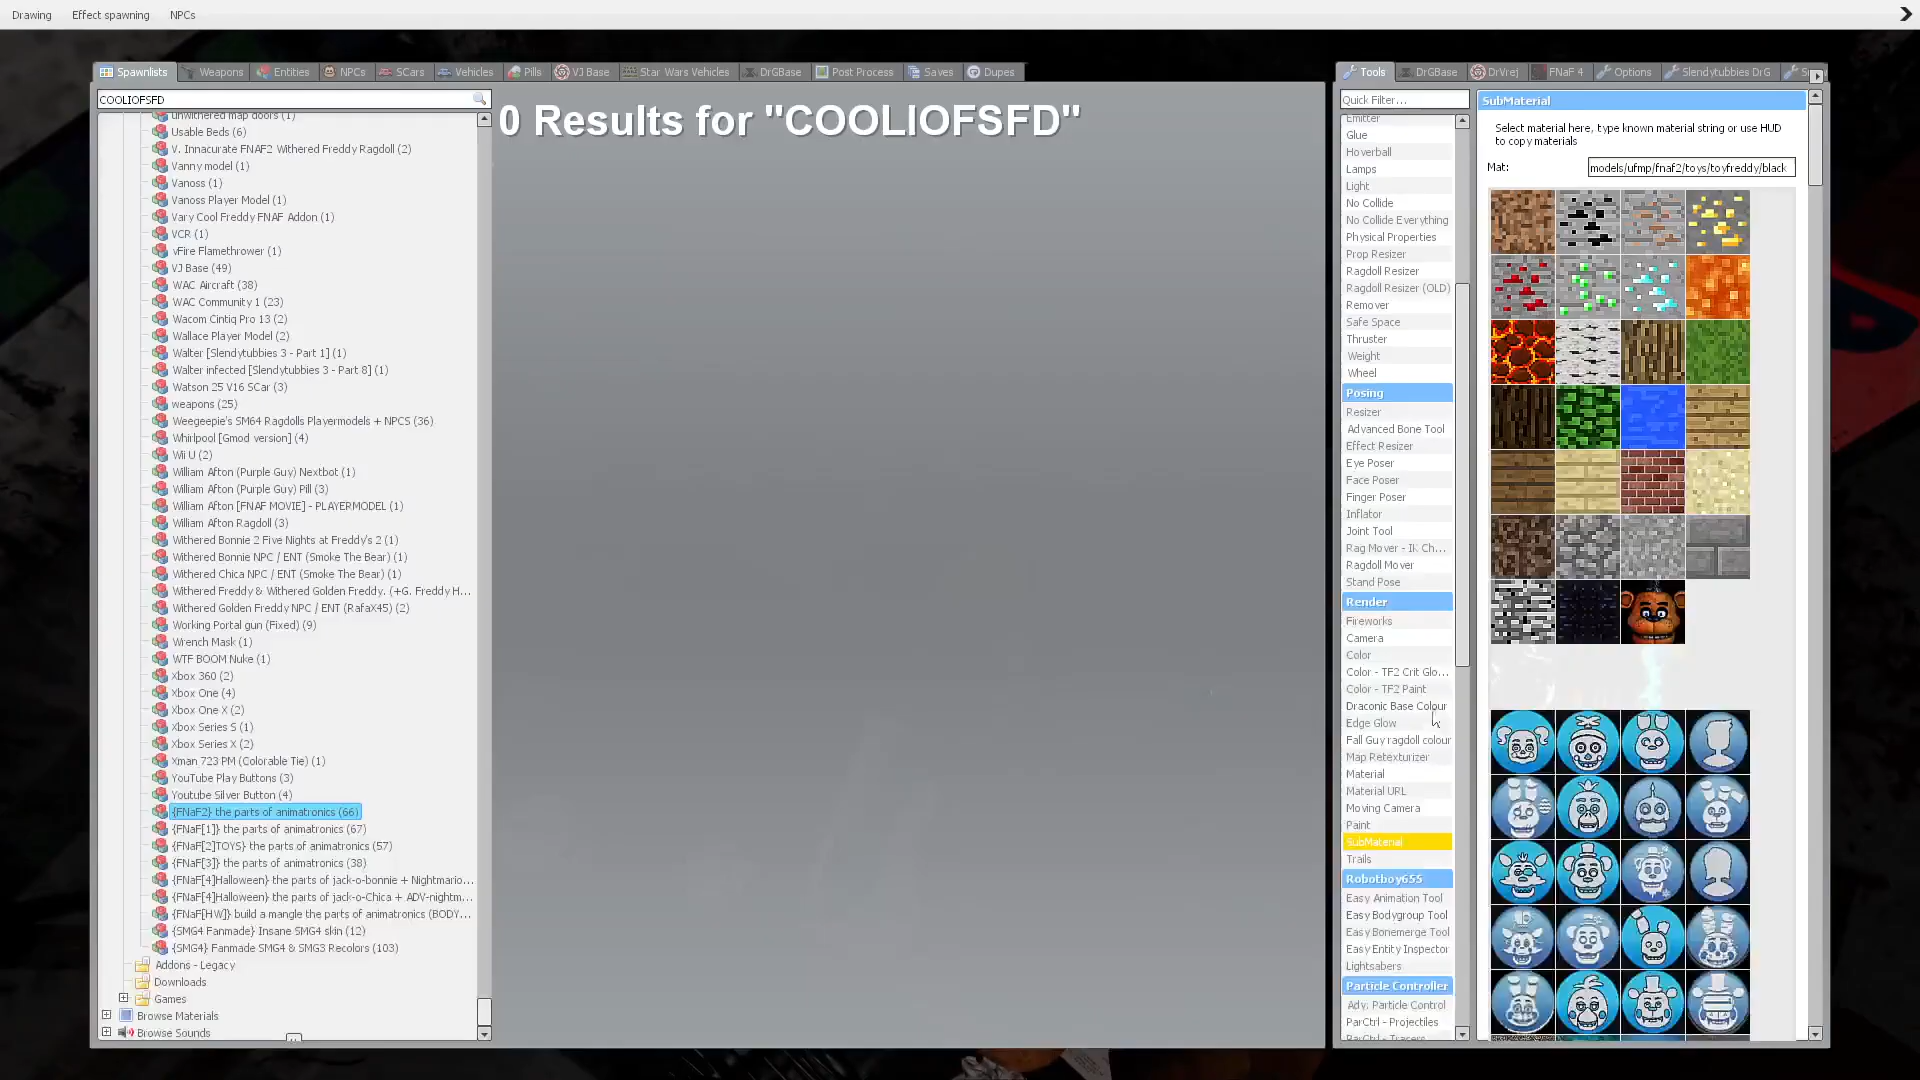 Drawing Effect spawning NPCs
Spawnlists Weapons Entities NPCs SCars Vehicles Pills VJ Base Star Wars Vehicles DrGBase Post Process Saves Dupes
COOLIOFSFD
unwithered map doors (1)
Usable Beds (6)
V. Innacurate FNAF2 Withered Freddy Ragdoll (2)
Vanny model (1)
Vanoss (1)
Vanoss Player Model (1)
Vary Cool Freddy FNAF Addon (1)
VCR (1)
vFire Flamethrower (1)
VJ Base (49)
WAC Aircraft (38)
WAC Community 1 (23)
Wacom Cintiq Pro 13 (2)
Wallace Player Model (2)
Walter [Slendytubbies 3 - Part 1] (1)
Walter infected [Slendytubbies 3 - Part 8] (1)
Watson 25 V16 SCar (3)
weapons (25)
Weegeepie's SM64 Ragdolls Playermodels + NPCS (36)
Whirlpool [Gmod version] (4)
Wii U (2)
William Afton (Purple Guy) Nextbot (1)
William Afton (Purple Guy) Pill (3)
William Afton [FNAF MOVIE] - PLAYERMODEL (1)
William Afton Ragdoll (3)
Withered Bonnie 2 Five Nights at Freddy's 2 (1)
Withered Bonnie NPC / ENT (Smoke The Bear) (1)
Withered Chica NPC / ENT (Smoke The Bear) (1)
Withered Freddy & Withered Golden Freddy. (+G. Freddy H...
Withered Golden Freddy NPC / ENT (RafaX45) (2)
Working Portal gun (Fixed) (9)
Wrench Mask (1)
WTF BOOM Nuke (1)
Xbox 360 (2)
Xbox One (4)
Xbox One X (2)
Xbox Series S (1)
Xbox Series X (2)
Xman 723 PM (Colorable Tie) (1)
YouTube Play Buttons (3)
Youtube Silver Button (4)
{FNaF2} the parts of animatronics (66)
{FNaF[1]} the parts of animatronics (67)
{FNaF[2]TOYS} the parts of animatronics (57)
{FNaF[3]} the parts of animatronics (38)
{FNaF[4]Halloween} the parts of jack-o-bonnie + Nightmario...
{FNaF[4]Halloween} the parts of jack-o-Chica + ADV-nightm...
{FNaF[HW]} build a mangle the parts of animatronics (BODY...
{SMG4 Fanmade} Insane SMG4 skin (12)
{SMG4} Fanmade SMG4 & SMG3 Recolors (103)
Addons - Legacy
Downloads
Games
Browse Materials
Browse Sounds
0 Results for "COOLIOFSFD"
Tools DrGBase DrVrej FNaF 4 Options Slendytubbies DrG
Quick Filter...
Emitter
Glue
Hoverball
Lamps
Light
No Collide
No Collide Everything
Physical Properties
Prop Resizer
Ragdoll Resizer
Ragdoll Resizer (OLD)
Remover
Safe Space
Thruster
Weight
Wheel
Posing
Resizer
Advanced Bone Tool
Effect Resizer
Eye Poser
Face Poser
Finger Poser
Inflator
Joint Tool
Rag Mover - IK Ch...
Ragdoll Mover
Stand Pose
Render
Fireworks
Camera
Color
Color - TF2 Crit Glo...
Color - TF2 Paint
Draconic Base Colour
Edge Glow
Fall Guy ragdoll colour
Map Retexturizer
Material
Material URL
Moving Camera
Paint
SubMaterial
Trails
Robotboy655
Easy Animation Tool
Easy Bodygroup Tool
Easy Bonemerge Tool
Easy Entity Inspector
Lightsabers
Particle Controller
Adv. Particle Control
ParCtrl - Projectiles
ParCtrl - Tracers
SubMaterial
Select material here, type known material string or use HUD
to copy materials
Mat: models/ufmp/fnaf2/toys/toyfreddy/black